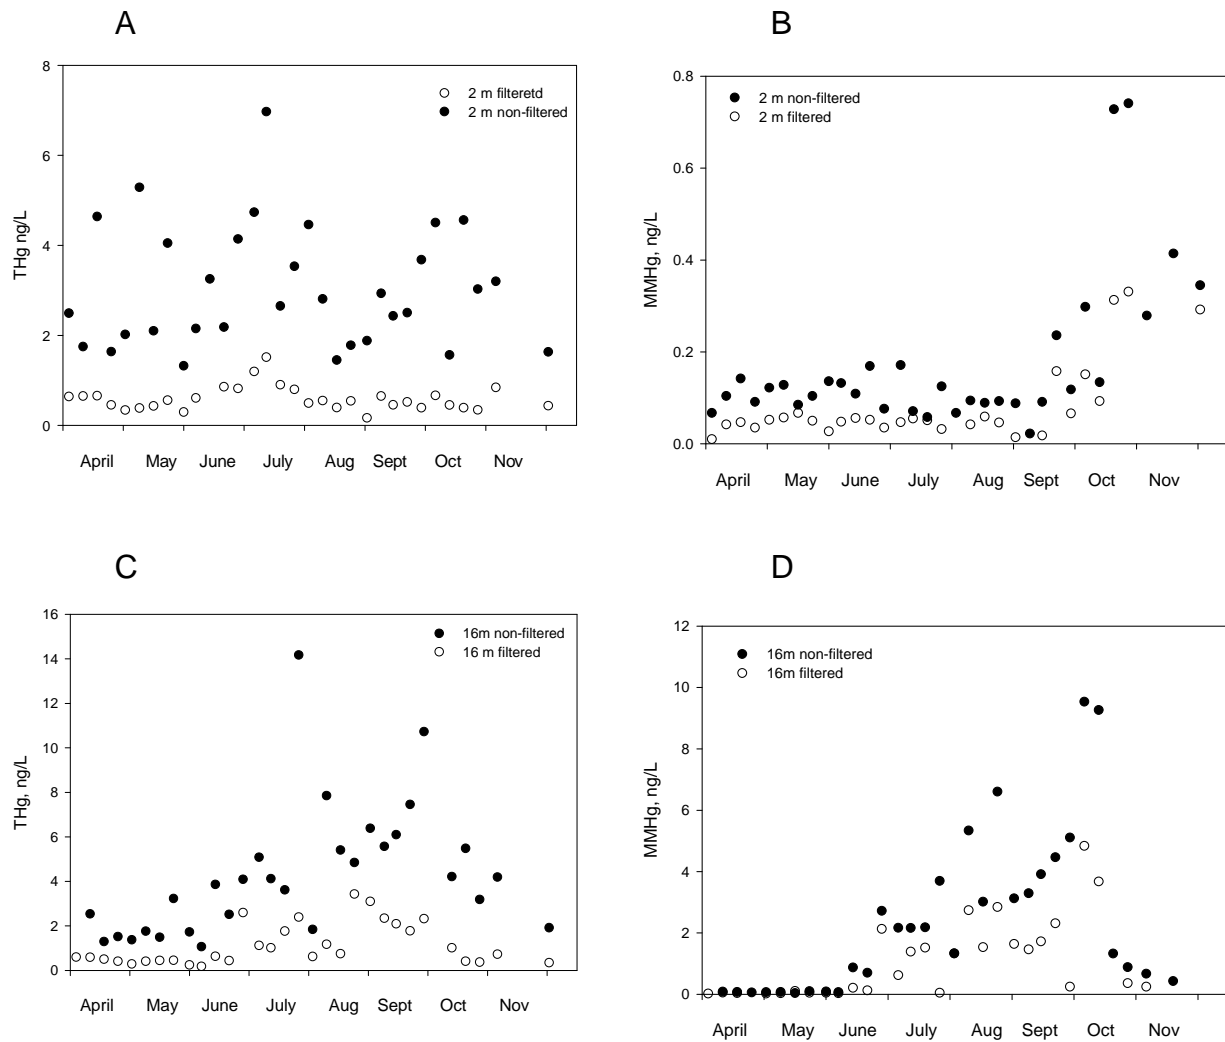 A
8
6
4
2
0
THg ng/L
2 m filteretd
2 m non-filtered
April May June July Aug Sept Oct Nov
B
0.8
0.6
0.4
0.2
0.0
MMHg, ng/L
2 m non-filtered
2 m filtered
April May June July Aug Sept Oct Nov
C
16
14
12
10
8
6
4
2
0
THg, ng/L
16m non-filtered
16 m filtered
April May June July Aug Sept Oct Nov
D
12
10
8
6
4
2
0
MMHg, ng/L
16m non-filtered
16m filtered
April May June July Aug Sept Oct Nov